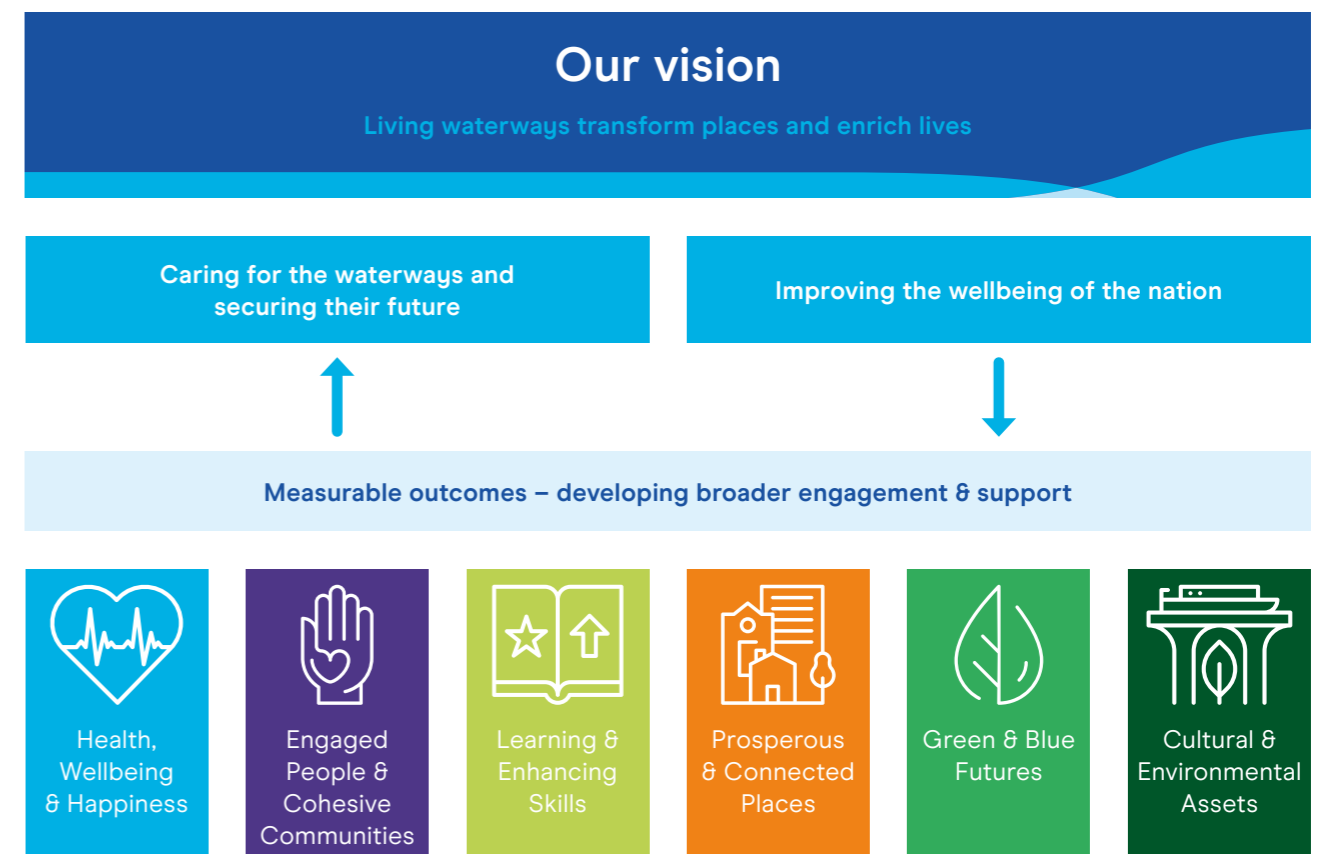 Our vision
Living waterways transform places and enrich lives
Caring for the waterways and
securing their future
Improving the wellbeing of the nation
Measurable outcomes – developing broader engagement & support
Health,
Wellbeing
& Happiness
Engaged
People &
Cohesive
Communities
Learning &
Enhancing
Skills
Prosperous
& Connected
Places
Green & Blue
Futures
Cultural &
Environmental
Assets